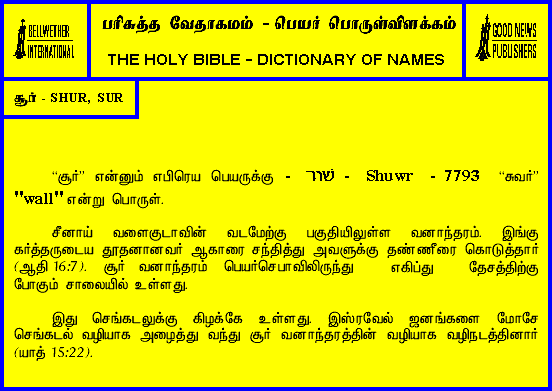 BELLWETHER
INTERNATIONAL
பரிசுத்த வேதாகமம் - பெயர் பொருள்விளக்கம்
THE HOLY BIBLE - DICTIONARY OF NAMES
GOOD NEWS
PUBLISHERS
சூர் - SHUR, SUR
“சூர்” என்னும் எபிரெய பெயருக்கு - שׁוּר - Shuwr - 7793 “சுவர்”
"wall" என்று பொருள்.
சீனாய் வளைகுடாவின் வடமேற்கு பகுதியிலுள்ள வனாந்தரம். இங்கு
கர்த்தருடைய தூதனானவர் ஆகாரை சந்தித்து அவளுக்கு தண்ணீரை கொடுத்தார்
(ஆதி 16:7). சூர் வனாந்தரம் பெயர்செபாவிலிருந்து எகிப்து தேசத்திற்கு
போகும் சாலையில் உள்ளது.
இது செங்கடலுக்கு கிழக்கே உள்ளது. இஸ்ரவேல் ஜனங்களை மோசே
செங்கடல் வழியாக அழைத்து வந்து சூர் வனாந்தரத்தின் வழியாக வழிநடத்தினார்
(யாத் 15:22).